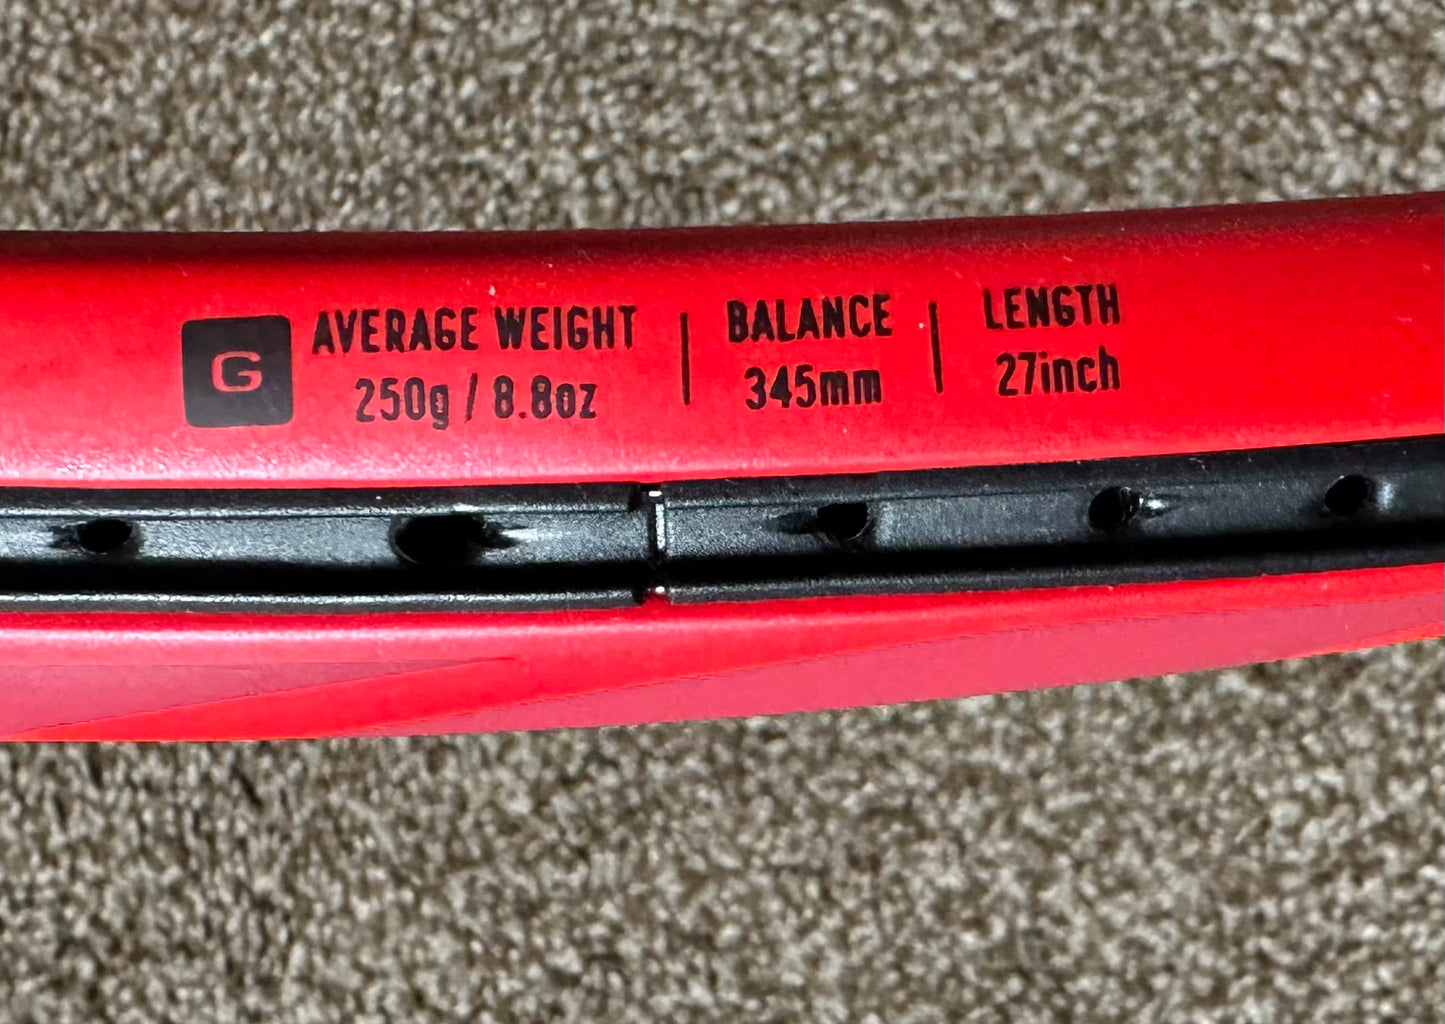 G
AVERAGE WEIGHT
250g / 8.8oz
BALANCE
345mm
LENGTH
27inch